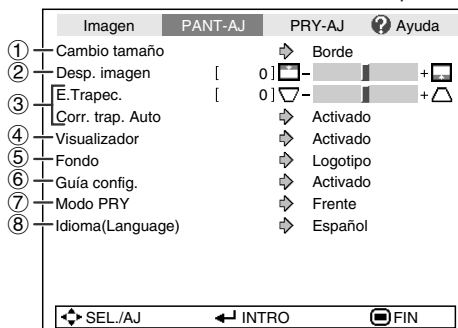 Imagen PANT-AJ PRY-AJ ? Ayuda
① Cambio tamaño Borde
② Desp. imagen [ 0 ] - +
③ E.Trapec. [ 0 ] - +
Corr. trap. Auto Activado
④ Visualizador Activado
⑤ Fondo Logotipo
⑥ Guía config. Activado
⑦ Modo PRY Frente
⑧ Idioma(Language) Español
SEL./AJ INTRO FIN